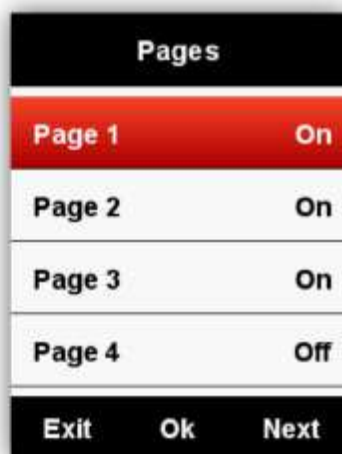 Pages
Page 1 On
Page 2 On
Page 3 On
Page 4 Off
Exit Ok Next